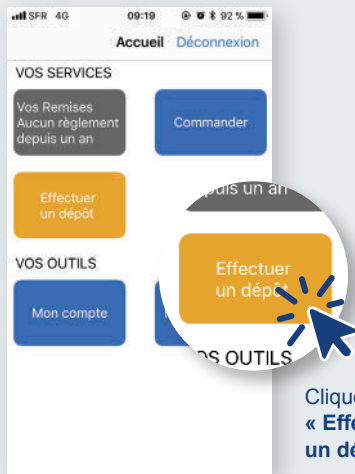 SFR 4G 09:19 92 %
Accueil Déconnexion
VOS SERVICES
Vos Remises
Aucun règlement
depuis un an
Commander
Effectuer
un dépôt
VOS OUTILS
Mon compte
puis un an
Effectuer
un dépôt
OS OUTILS
Clique
« Effe
un dé